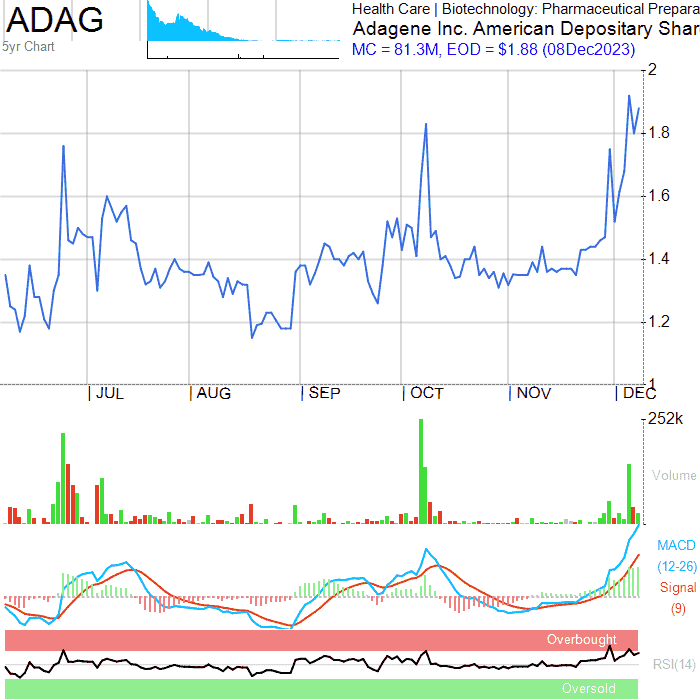 ADAG
5yr Chart
Health Care | Biotechnology: Pharmaceutical Prepara
Adagene Inc. American Depositary Shar
MC = 81.3M, EOD = $1.88 (08Dec2023)
2
1.8
1.6
1.4
1.2
1
JUL AUG SEP OCT NOV DEC
252k
Volume
MACD
(12-26)
Signal
(9)
Overbought
RSI(14)
Oversold